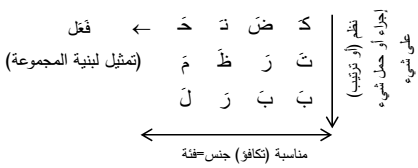 كَـ ضَ نَـ حَـ ← فَعَل
تَ رَ ظَ مَ (تمثيل لبنية المجموعة)
بَ بَ رَ لَ
نظم (أو ترتيب)
إجراء أو حمل شيء
على شيء
مناسبة (تكافؤ) جنس=فئة